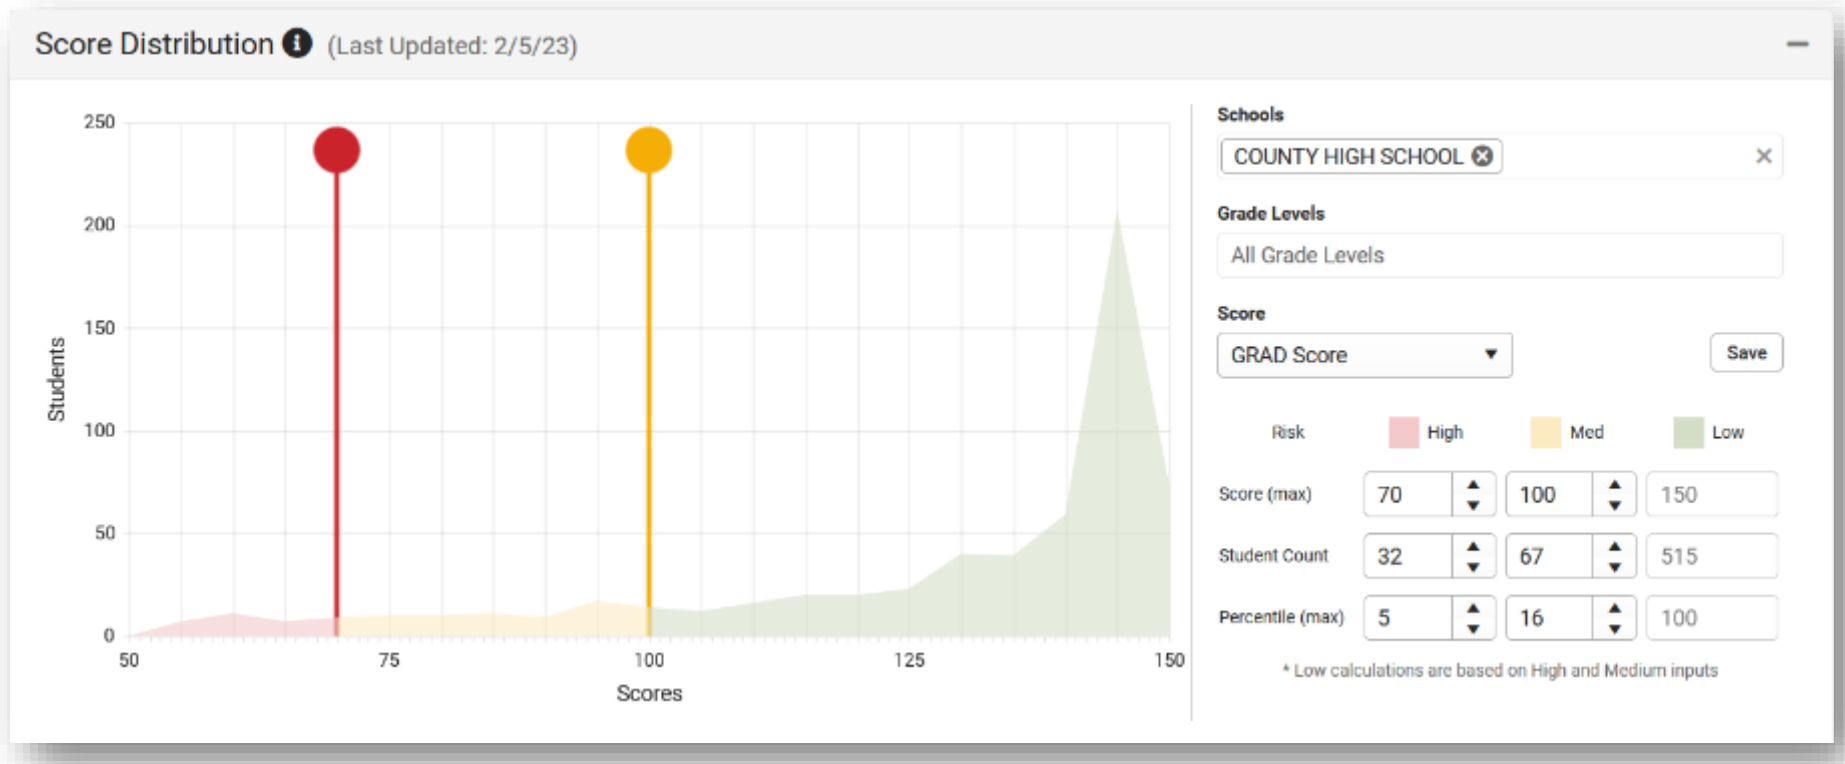 Score Distribution (Last Updated: 2/5/23)
250
200
150
100
50
0
Students
50 75 100 125 150
Scores
Schools
COUNTY HIGH SCHOOL
Grade Levels
All Grade Levels
Score
GRAD Score
Save
Risk High Med Low
Score (max) 70 100 150
Student Count 32 67 515
Percentile (max) 5 16 100
* Low calculations are based on High and Medium inputs